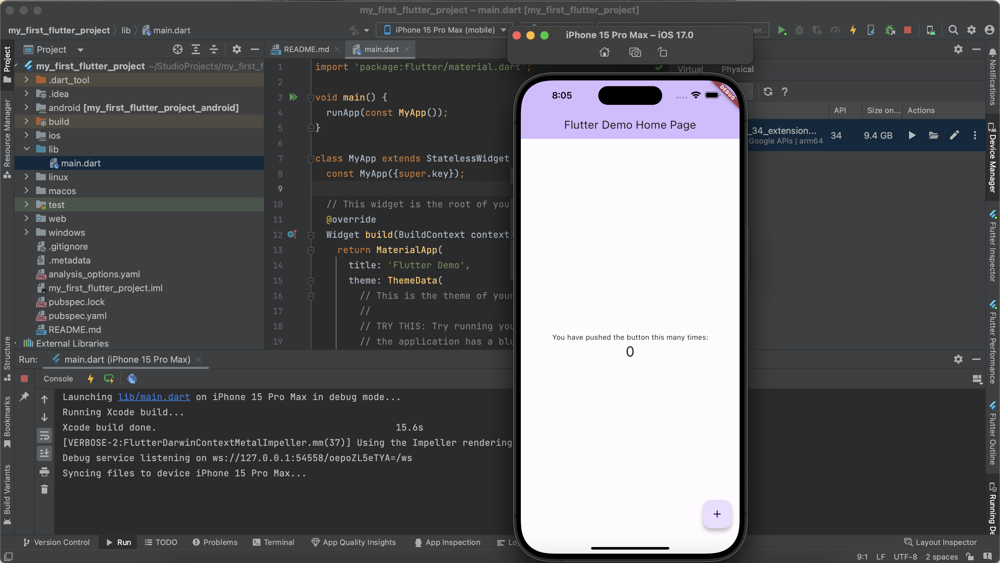 my_first_flutter_project – main.dart [my_first_flutter_project]
my_first_flutter_project
lib
main.dart
iPhone 15 Pro Max (mobile)
iPhone 15 Pro Max – iOS 17.0
Project
README.md
main.dart
my_first_flutter_project ~/StudioProjects/my_first_f
.dart_tool
.idea
android [my_first_flutter_project_android]
build
ios
lib
main.dart
linux
macos
test
web
windows
.gitignore
.metadata
analysis_options.yaml
my_first_flutter_project.iml
pubspec.lock
pubspec.yaml
README.md
External Libraries
1 import 'package:flutter/material.dart';
2
3 void main() {
4 runApp(const MyApp());
5 }
6
7 class MyApp extends StatelessWidget
8 const MyApp({super.key});
9
10 // This widget is the root of you
11 @override
12 Widget build(BuildContext context,
13 return MaterialApp(
14 title: 'Flutter Demo',
15 theme: ThemeData(
16 // This is the theme of your
17 //
18 // TRY THIS: Try running you
19 // the application has a blu
Virtual
Physical
API
Size on...
Actions
_34_extension...
Google APIs | arm64
34
9.4 GB
8:05
DEBUG
Flutter Demo Home Page
You have pushed the button this many times:
0
+
Run:
main.dart (iPhone 15 Pro Max)
Console
Launching lib/main.dart on iPhone 15 Pro Max in debug mode...
Running Xcode build...
Xcode build done. 15.6s
[VERBOSE-2:FlutterDarwinContextMetalImpeller.mm(37)] Using the Impeller rendering
Debug service listening on ws://127.0.0.1:54558/oepoZL5eTYA=/ws
Syncing files to device iPhone 15 Pro Max...
Project
Resource Manager
Structure
Bookmarks
Build Variants
Notifications
Device Manager
Flutter Inspector
Flutter Performance
Flutter Outline
Running De
Version Control
Run
TODO
Problems
Terminal
App Quality Insights
App Inspection
Layout Inspector
9:1
LF
UTF-8
2 spaces